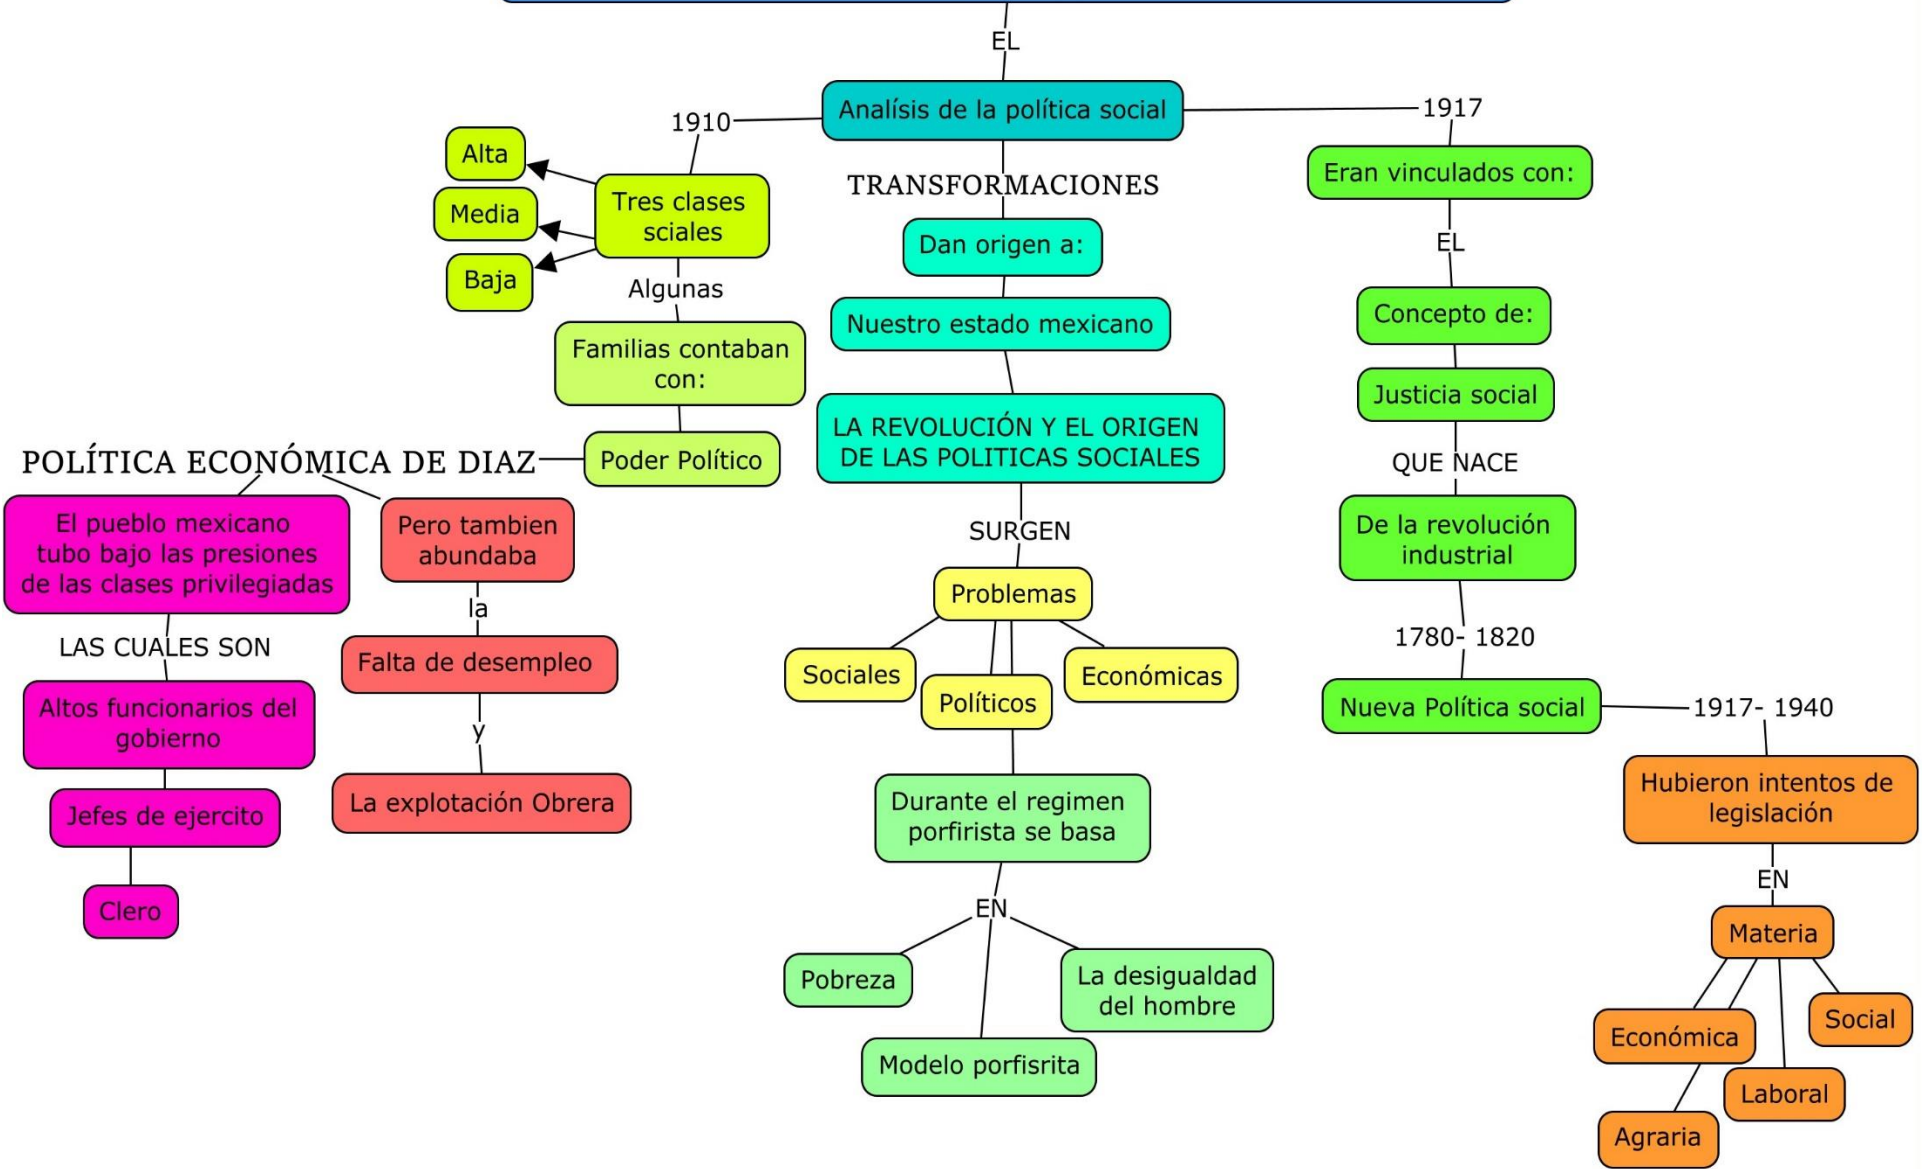 EL
Analísis de la política social
1910
Tres clases
sciales
Alta
Media
Baja
Algunas
Familias contaban
con:
Poder Político
POLÍTICA ECONÓMICA DE DIAZ
El pueblo mexicano
tubo bajo las presiones
de las clases privilegiadas
LAS CUALES SON
Altos funcionarios del
gobierno
Jefes de ejercito
Clero
Pero tambien
abundaba
la
Falta de desempleo
y
La explotación Obrera
TRANSFORMACIONES
Dan origen a:
Nuestro estado mexicano
LA REVOLUCIÓN Y EL ORIGEN
DE LAS POLITICAS SOCIALES
SURGEN
Problemas
Sociales
Políticos
Económicas
Durante el regimen
porfirista se basa
EN
Pobreza
Modelo porfisrita
La desigualdad
del hombre
1917
Eran vinculados con:
EL
Concepto de:
Justicia social
QUE NACE
De la revolución
industrial
1780- 1820
Nueva Política social
1917- 1940
Hubieron intentos de
legislación
EN
Materia
Económica
Agraria
Laboral
Social